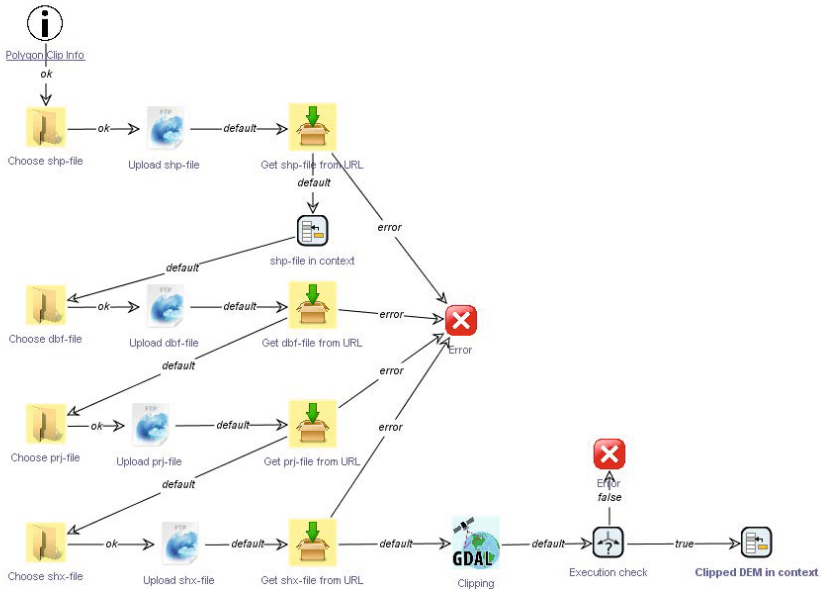 Polygon Clip Info
ok
FTP
ok
default
Choose shp-file
Upload shp-file
Get shp-file from URL
default
error
shp-file in context
default
FTP
ok
default
error
Choose dbf-file
Upload dbf-file
Get dbf-file from URL
Error
default
error
FTP
ok
default
error
Choose prj-file
Upload prj-file
Get prj-file from URL
default
Error
false
FTP
ok
default
default
GDAL
default
?
true
Choose shx-file
Upload shx-file
Get shx-file from URL
Clipping
Execution check
Clipped DEM in context